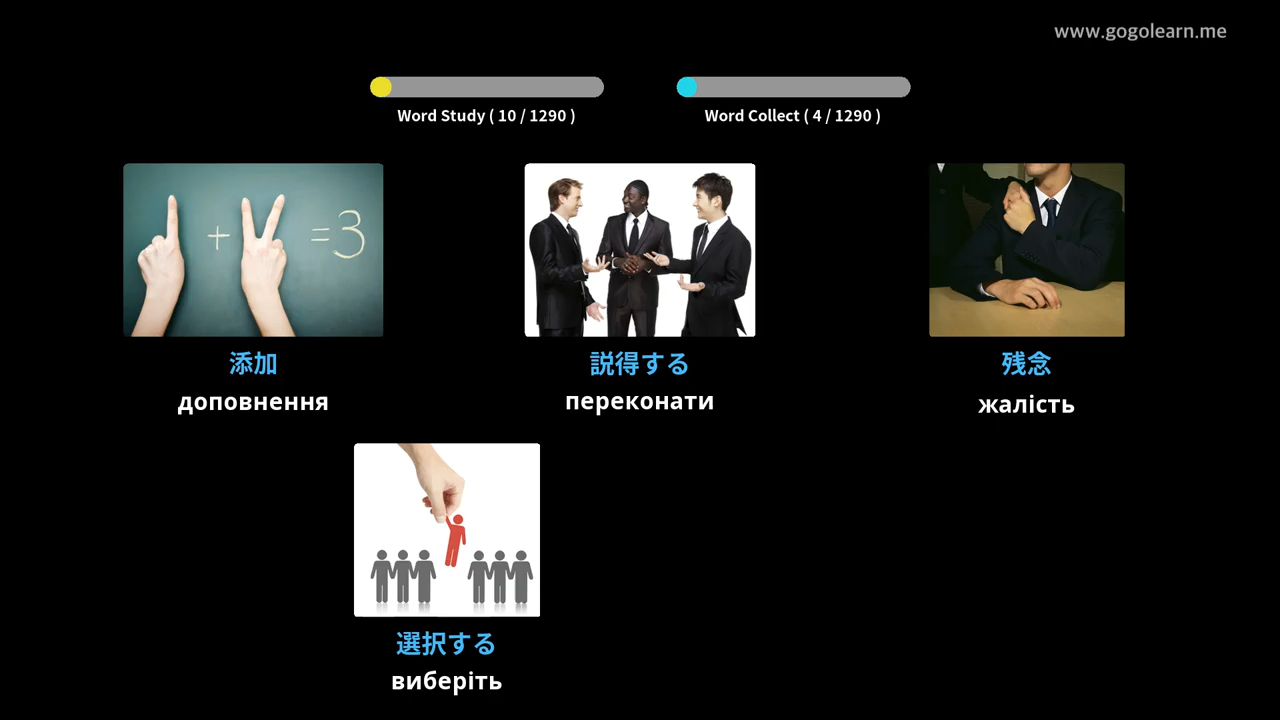 www.gogolearn.me
Word Study ( 10 / 1290 )
Word Collect ( 4 / 1290 )
+ =3
添加
доповнення
説得する
переконати
残念
жалість
選択する
виберіть